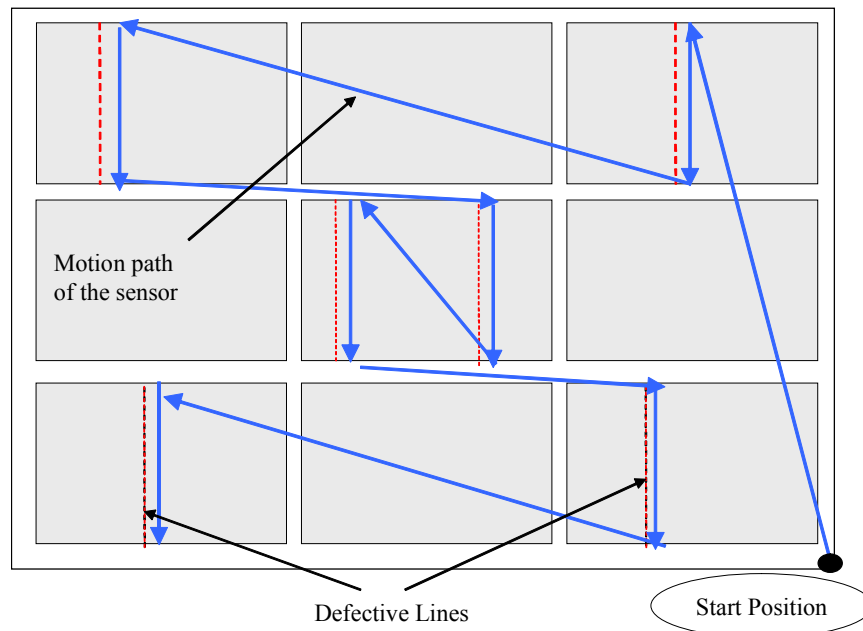 Motion path
of the sensor
Defective Lines
Start Position